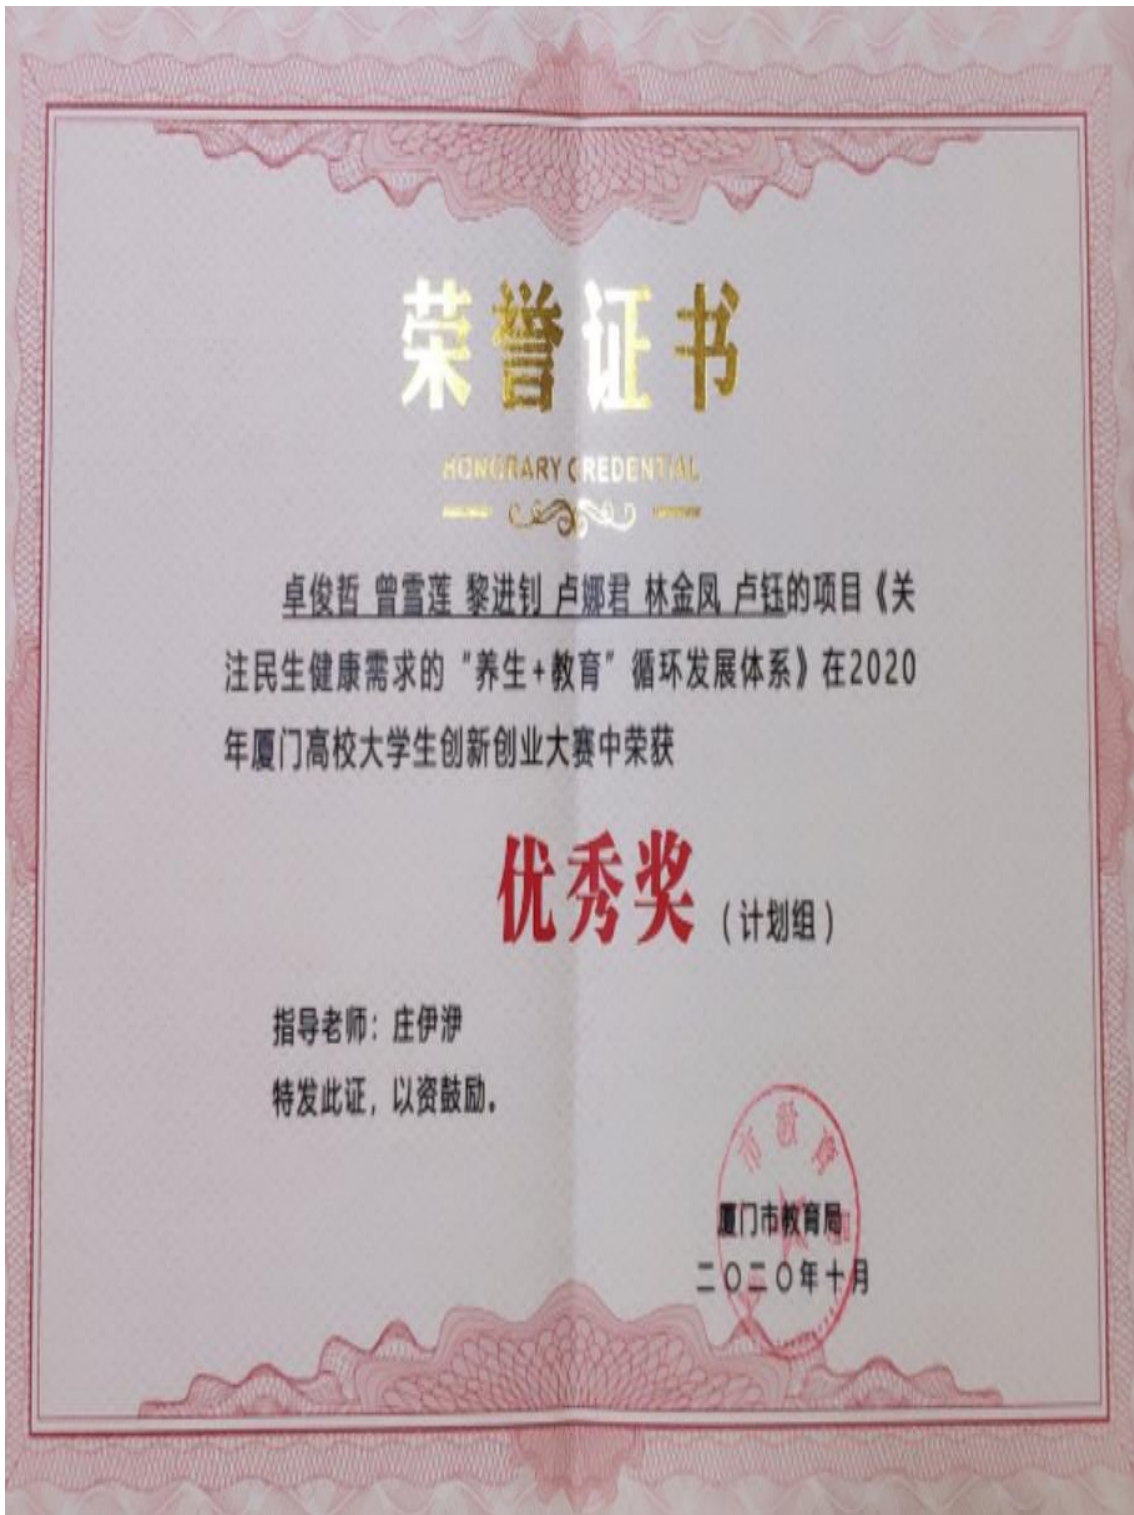 荣誉证书
HONORARY CREDENTIAL
卓俊哲 曾雪莲 黎进钊 卢娜君 林金凤 卢钰的项目《关
注民生健康需求的“养生+教育”循环发展体系》在2020
年厦门高校大学生创新创业大赛中荣获
优秀奖（计划组）
指导老师：庄伊洢
特发此证，以资鼓励。
厦门市教育局
二〇二〇年十月